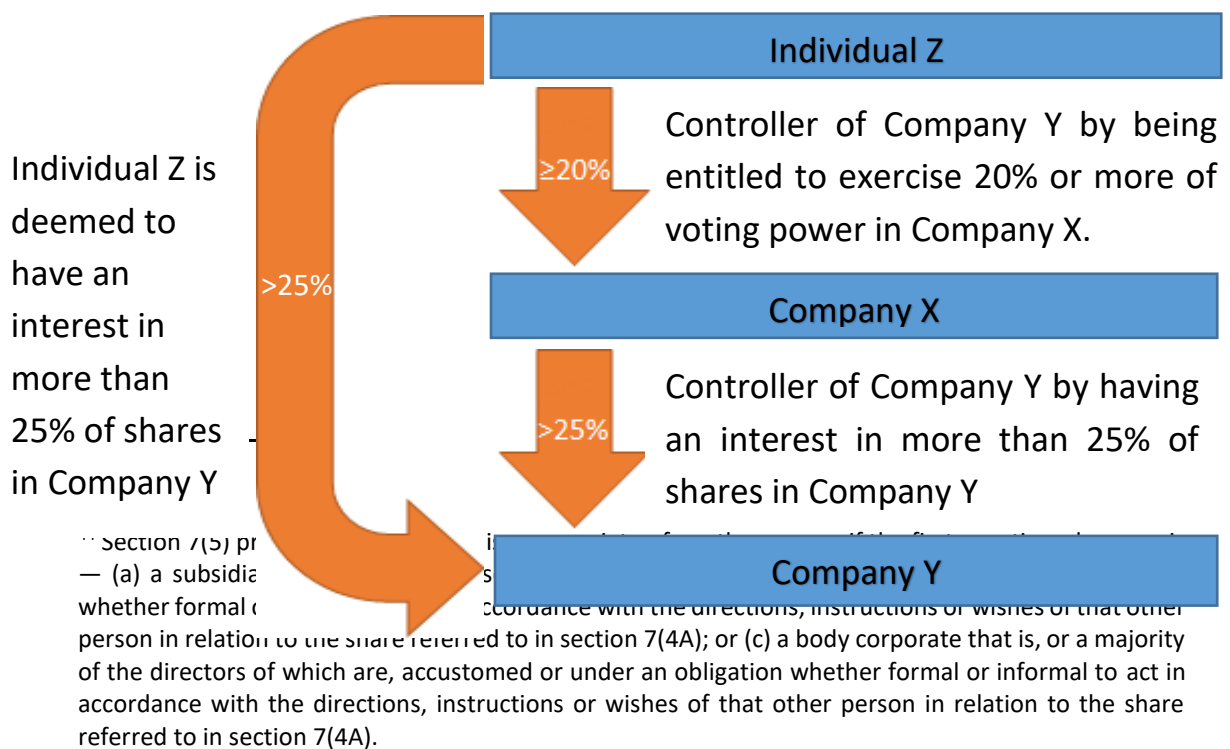 Individual Z
Controller of Company Y by being
entitled to exercise 20% or more of
voting power in Company X.
≥20%
Individual Z is
deemed to
have an
interest in
more than
25% of shares
in Company Y
>25%
Company X
Controller of Company Y by having
an interest in more than 25% of
shares in Company Y
>25%
Section 7(5)
Company Y
— (a) a
whether formal accordance with the directions, instructions or wishes of that other
person in relation to the share referred to in section 7(4A); or (c) a body corporate that is, or a majority
of the directors of which are, accustomed or under an obligation whether formal or informal to act in
accordance with the directions, instructions or wishes of that other person in relation to the share
referred to in section 7(4A).